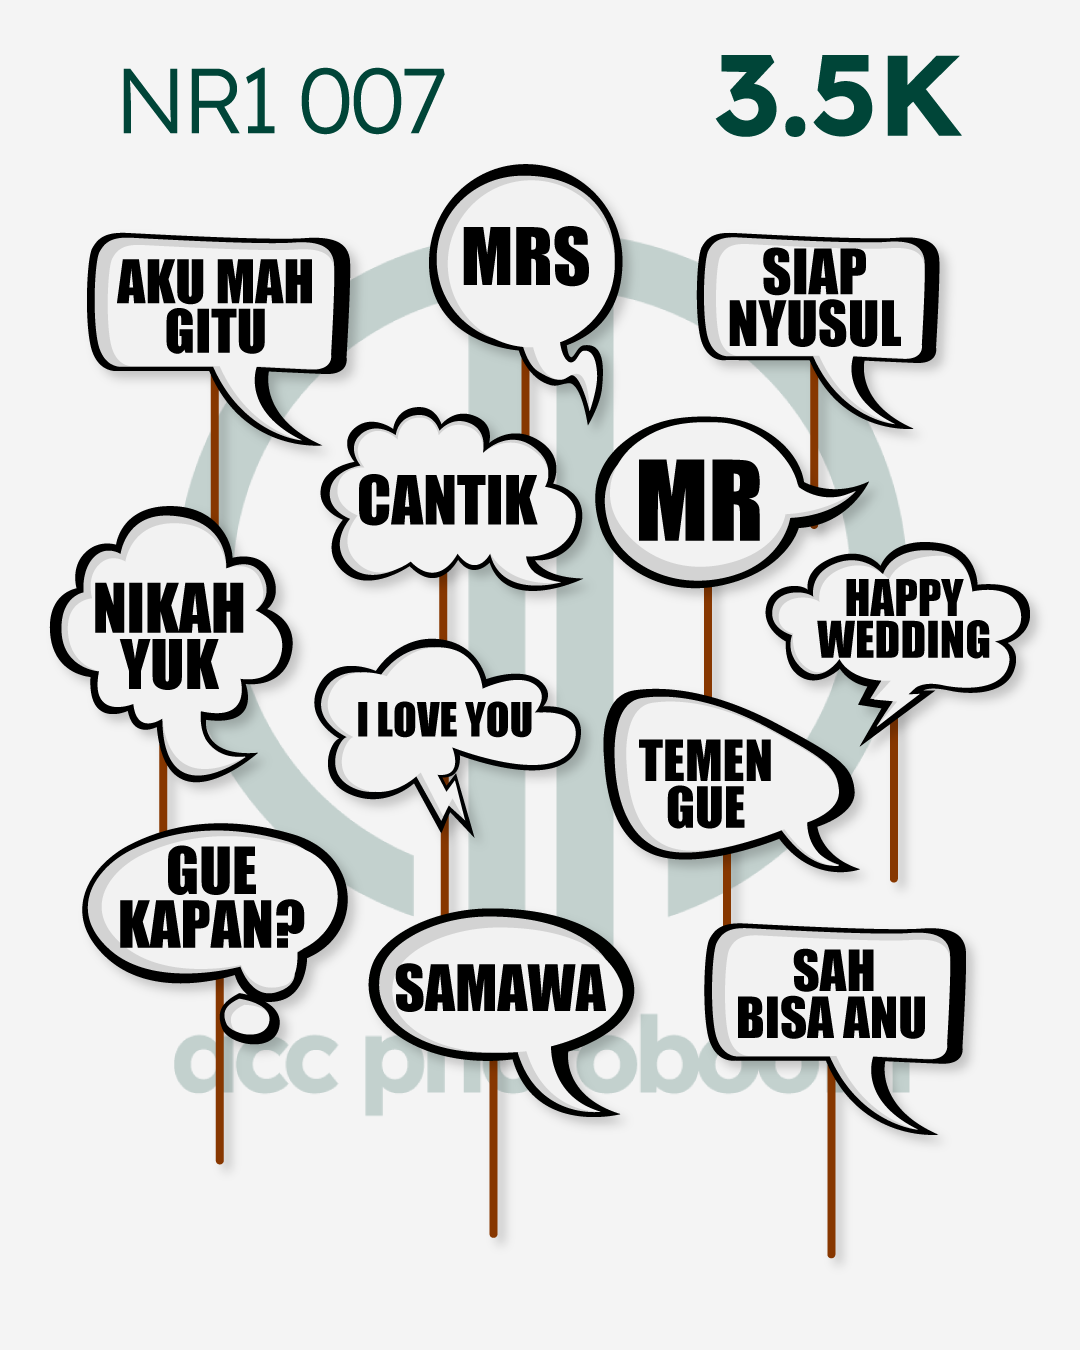 NR1 007
3.5K
AKU MAH
GITU
MRS
SIAP
NYUSUL
CANTIK
MR
NIKAH
YUK
HAPPY
WEDDING
I LOVE YOU
TEMEN
GUE
GUE
KAPAN?
SAMAWA
SAH
BISA ANU
acc photobooth